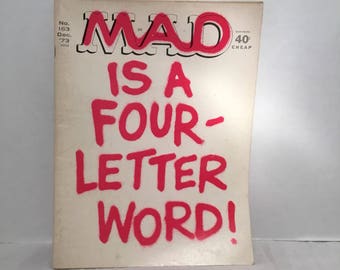 No.
163
Dec.
'73
MAD
40¢
CHEAP
IS A
FOUR-
LETTER
WORD!